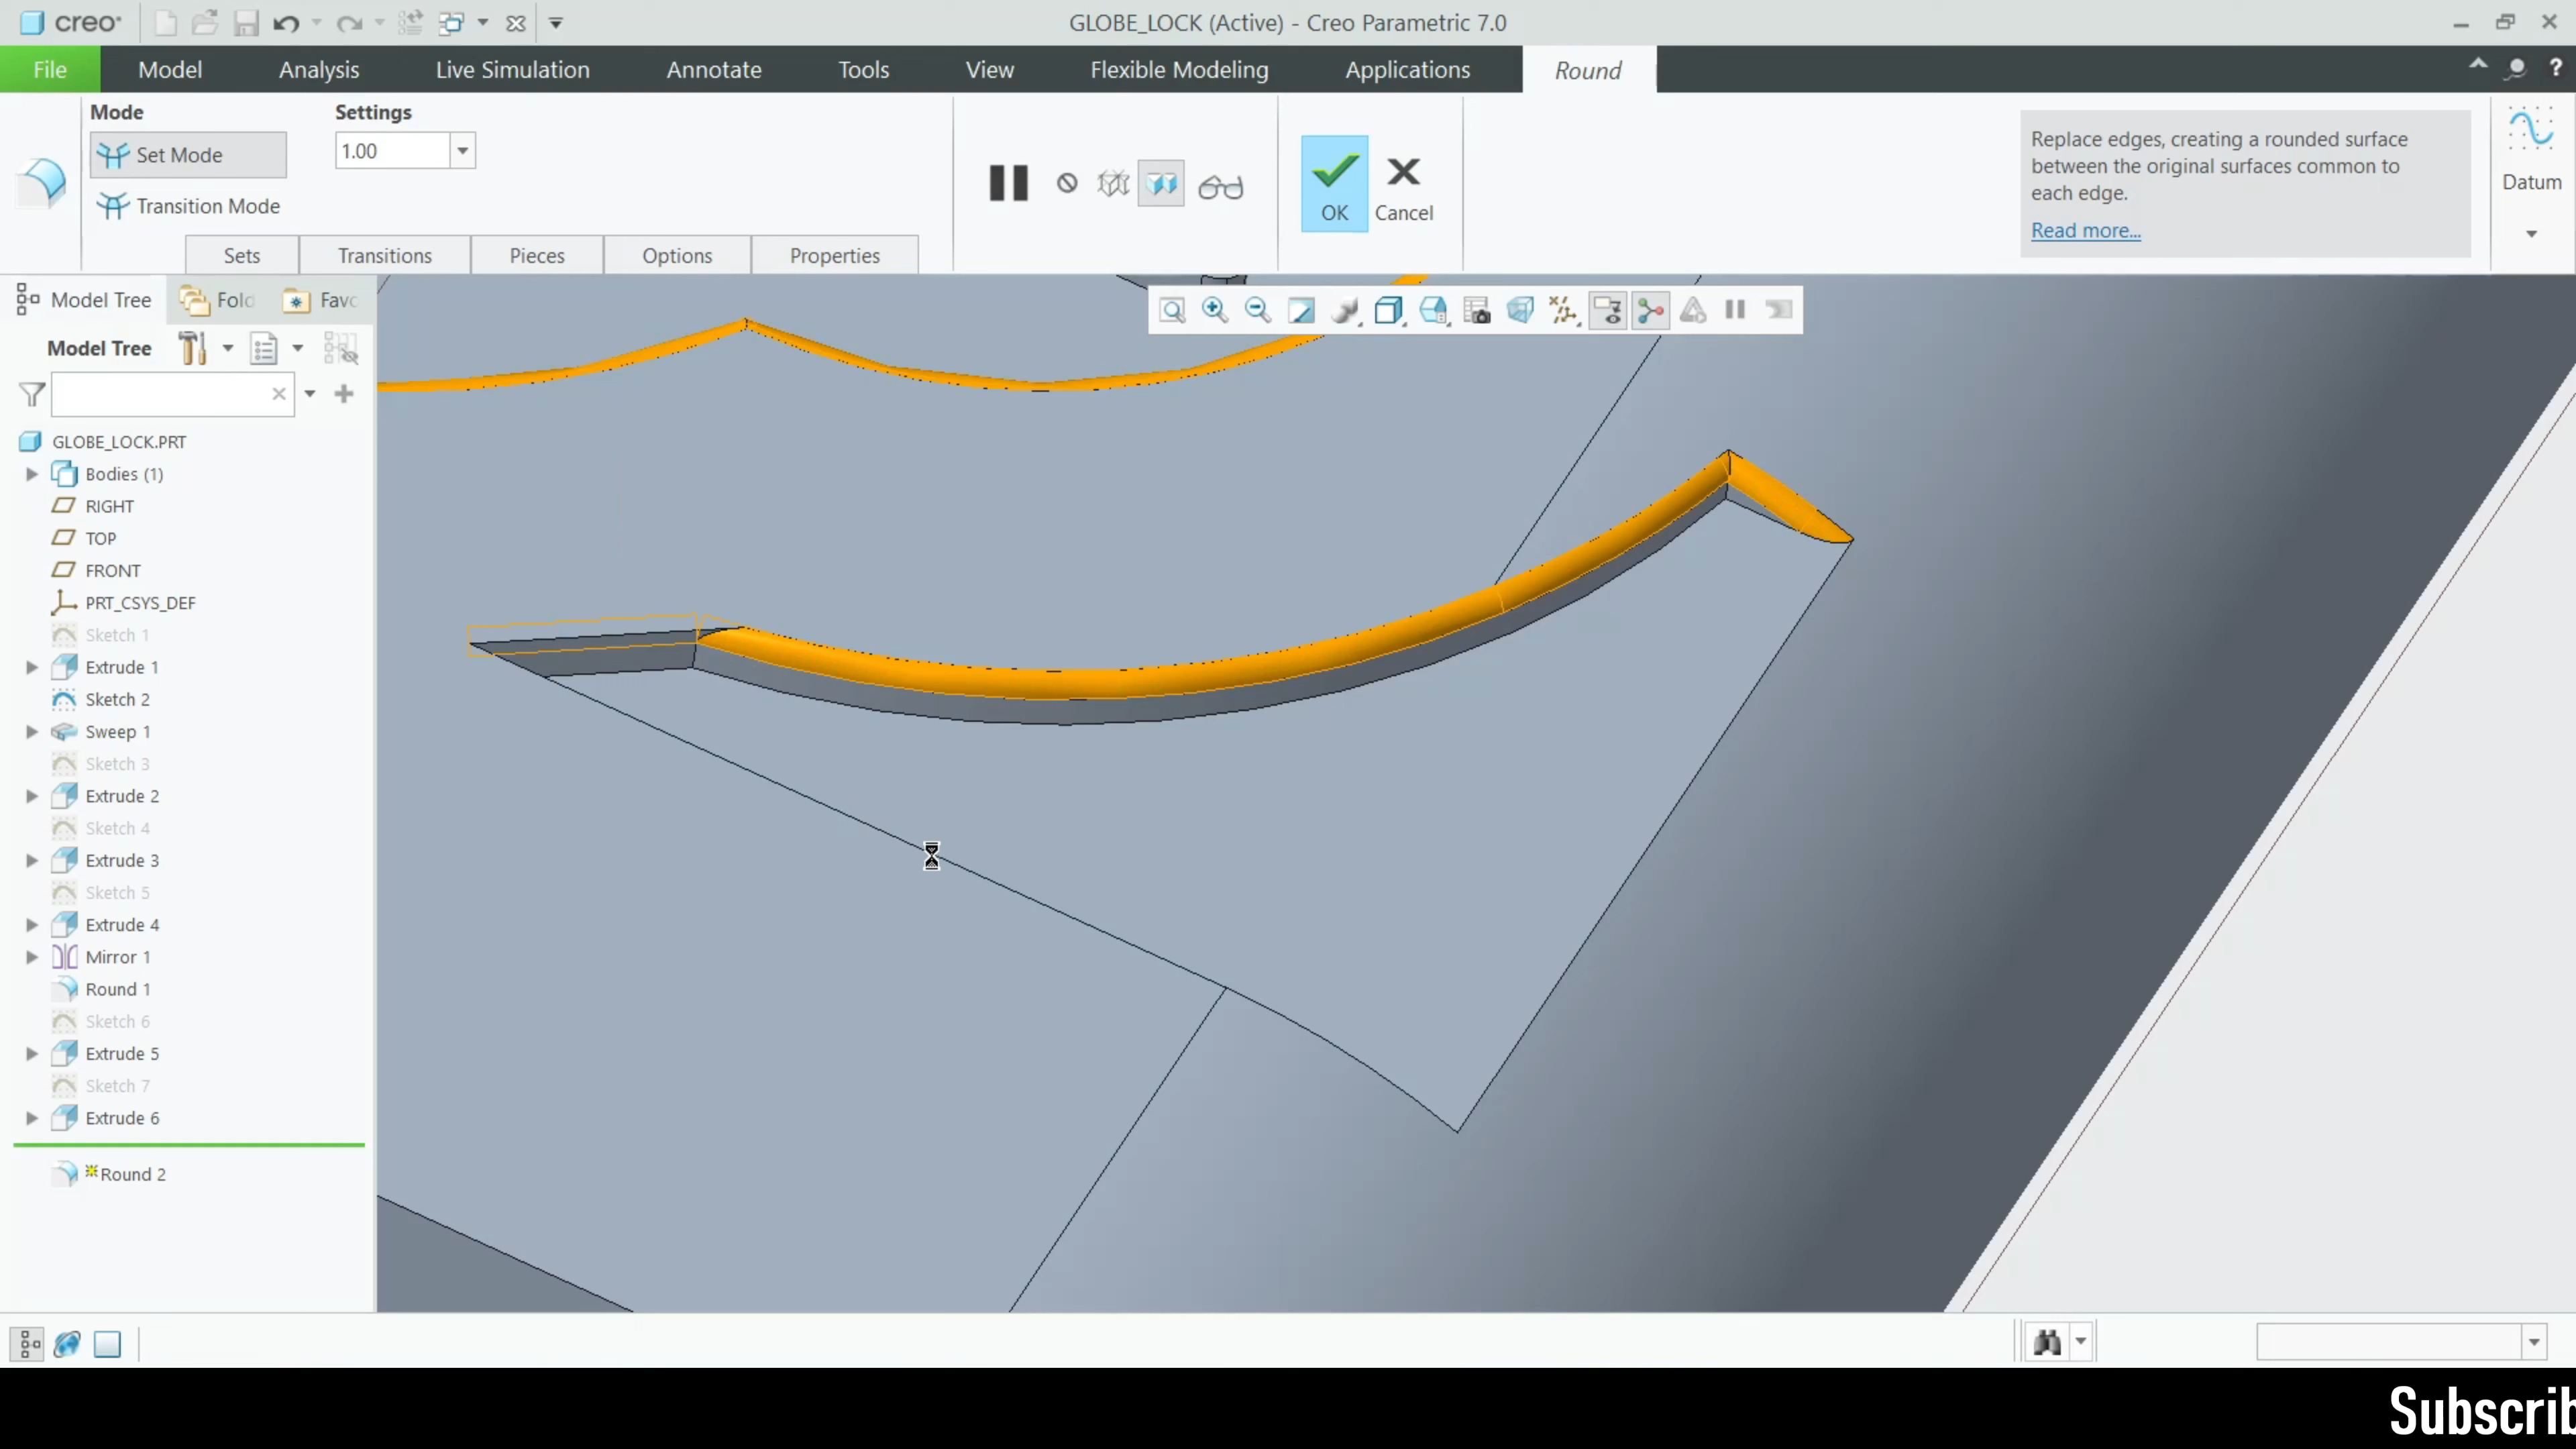 creo
GLOBE_LOCK (Active) - Creo Parametric 7.0
File
Model
Analysis
Live Simulation
Annotate
Tools
View
Flexible Modeling
Applications
Round
?
Mode
Settings
Set Mode
1.00
Transition Mode
OK
Cancel
Replace edges, creating a rounded surface
between the original surfaces common to
each edge.
Read more...
Datum
Sets
Transitions
Pieces
Options
Properties
Model Tree
Fold
Favo
Model Tree
GLOBE_LOCK.PRT
Bodies (1)
RIGHT
TOP
FRONT
PRT_CSYS_DEF
Sketch 1
Extrude 1
Sketch 2
Sweep 1
Sketch 3
Extrude 2
Sketch 4
Extrude 3
Sketch 5
Extrude 4
Mirror 1
Round 1
Sketch 6
Extrude 5
Sketch 7
Extrude 6
Round 2
Subscrib